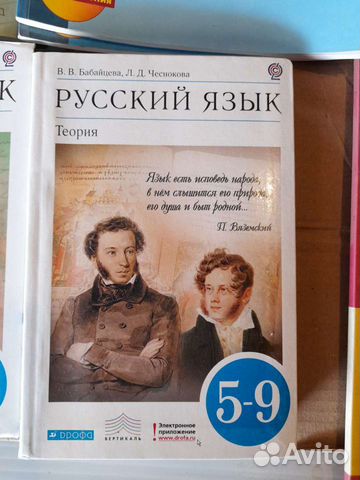 В. В. Бабайцева, Л. Д. Чеснокова
РУССКИЙ ЯЗЫК
Теория
Язык есть исповедь народа,
в нём слышится его природа,
его душа и быт родной...
П. Вяземский
5-9
ДРОФА
ВЕРТИКАЛЬ
! Электронное
приложение
www.drofa.ru
К
Avito